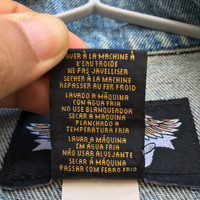 LAVER À LA MACHINE À
L'EAU FROIDE
NE PAS JAVELLISER
SÉCHER À LA MACHINE
REPASSER AU FER FROID
LAVADO A MÁQUINA
CON AGUA FRIA
NO USE BLANQUEADOR
SECAR A MÁQUINA
PLANCHADO A
TEMPERATURA FRIA
LAVAR A MÁQUINA
EM ÁGUA FRIA
NÃO USAR ALVEJANTE
SECAR À MÁQUINA
PASSAR COM FERRO FRIO